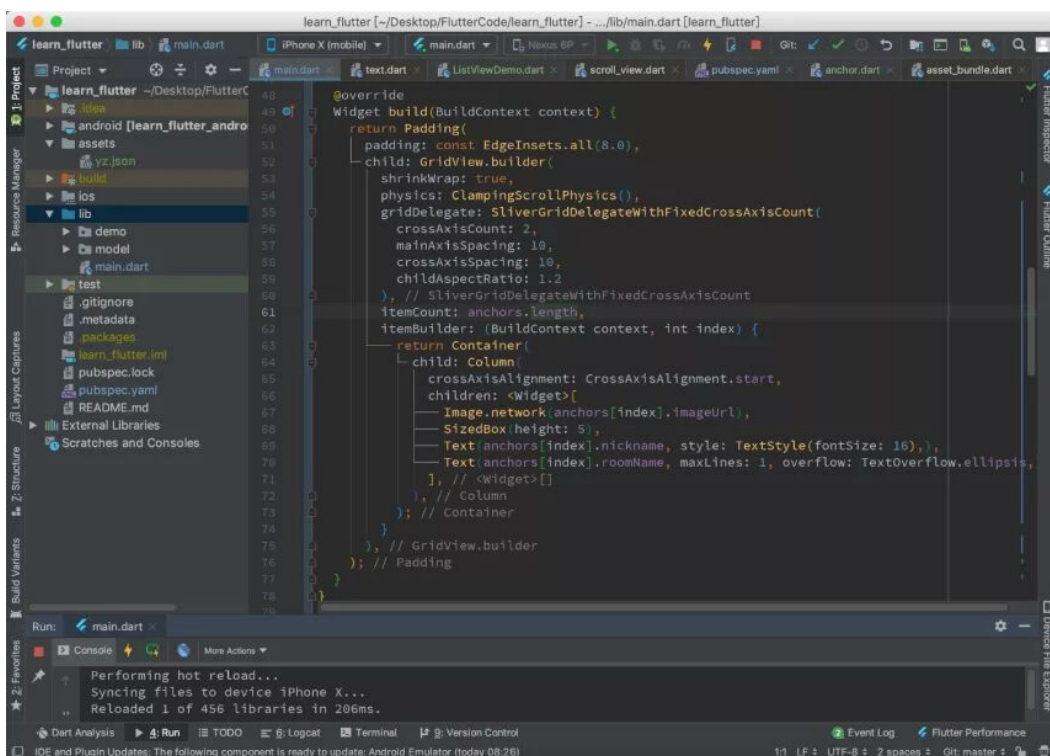 learn_flutter [~/Desktop/FlutterCode/learn_flutter] - .../lib/main.dart [learn_flutter]
learn_flutter lib main.dart iPhone X (mobile) main.dart Nexus 6P Git:
Project main.dart text.dart ListViewDemo.dart scroll_view.dart pubspec.yaml anchor.dart asset_bundle.dart
1: Project
Resource Manager
Layout Captures
2: Structure
Build Variants
2: Favorites
learn_flutter ~/Desktop/FlutterC
.idea
android [learn_flutter_andro
assets
yz.json
build
ios
lib
demo
model
main.dart
test
.gitignore
.metadata
.packages
learn_flutter.iml
pubspec.lock
pubspec.yaml
README.md
External Libraries
Scratches and Consoles
48 @override
49 Widget build(BuildContext context) {
50 return Padding(
51 padding: const EdgeInsets.all(8.0),
52 child: GridView.builder(
53 shrinkWrap: true,
54 physics: ClampingScrollPhysics(),
55 gridDelegate: SliverGridDelegateWithFixedCrossAxisCount(
56 crossAxisCount: 2,
57 mainAxisSpacing: 10,
58 crossAxisSpacing: 10,
59 childAspectRatio: 1.2
60 ), // SliverGridDelegateWithFixedCrossAxisCount
61 itemCount: anchors.length,
62 itemBuilder: (BuildContext context, int index) {
63 return Container(
64 child: Column(
65 crossAxisAlignment: CrossAxisAlignment.start,
66 children: <Widget>[
67 Image.network(anchors[index].imageUrl),
68 SizedBox(height: 5),
69 Text(anchors[index].nickname, style: TextStyle(fontSize: 16),),
70 Text(anchors[index].roomName, maxLines: 1, overflow: TextOverflow.ellipsis,
71 ], // <Widget>[]
72 ), // Column
73 ); // Container
74 }
75 ), // GridView.builder
76 ); // Padding
77 }
78 }
79
Flutter Inspector
Flutter Outline
Device File Explorer
Run: main.dart
Console More Actions
Performing hot reload...
Syncing files to device iPhone X...
Reloaded 1 of 456 libraries in 206ms.
Dart Analysis 4: Run TODO 6: Logcat Terminal 9: Version Control 2 Event Log Flutter Performance
IDE and Plugin Updates: The following component is ready to update: Android Emulator (today 08:26) 1:1 LF UTF-8 2 spaces Git: master